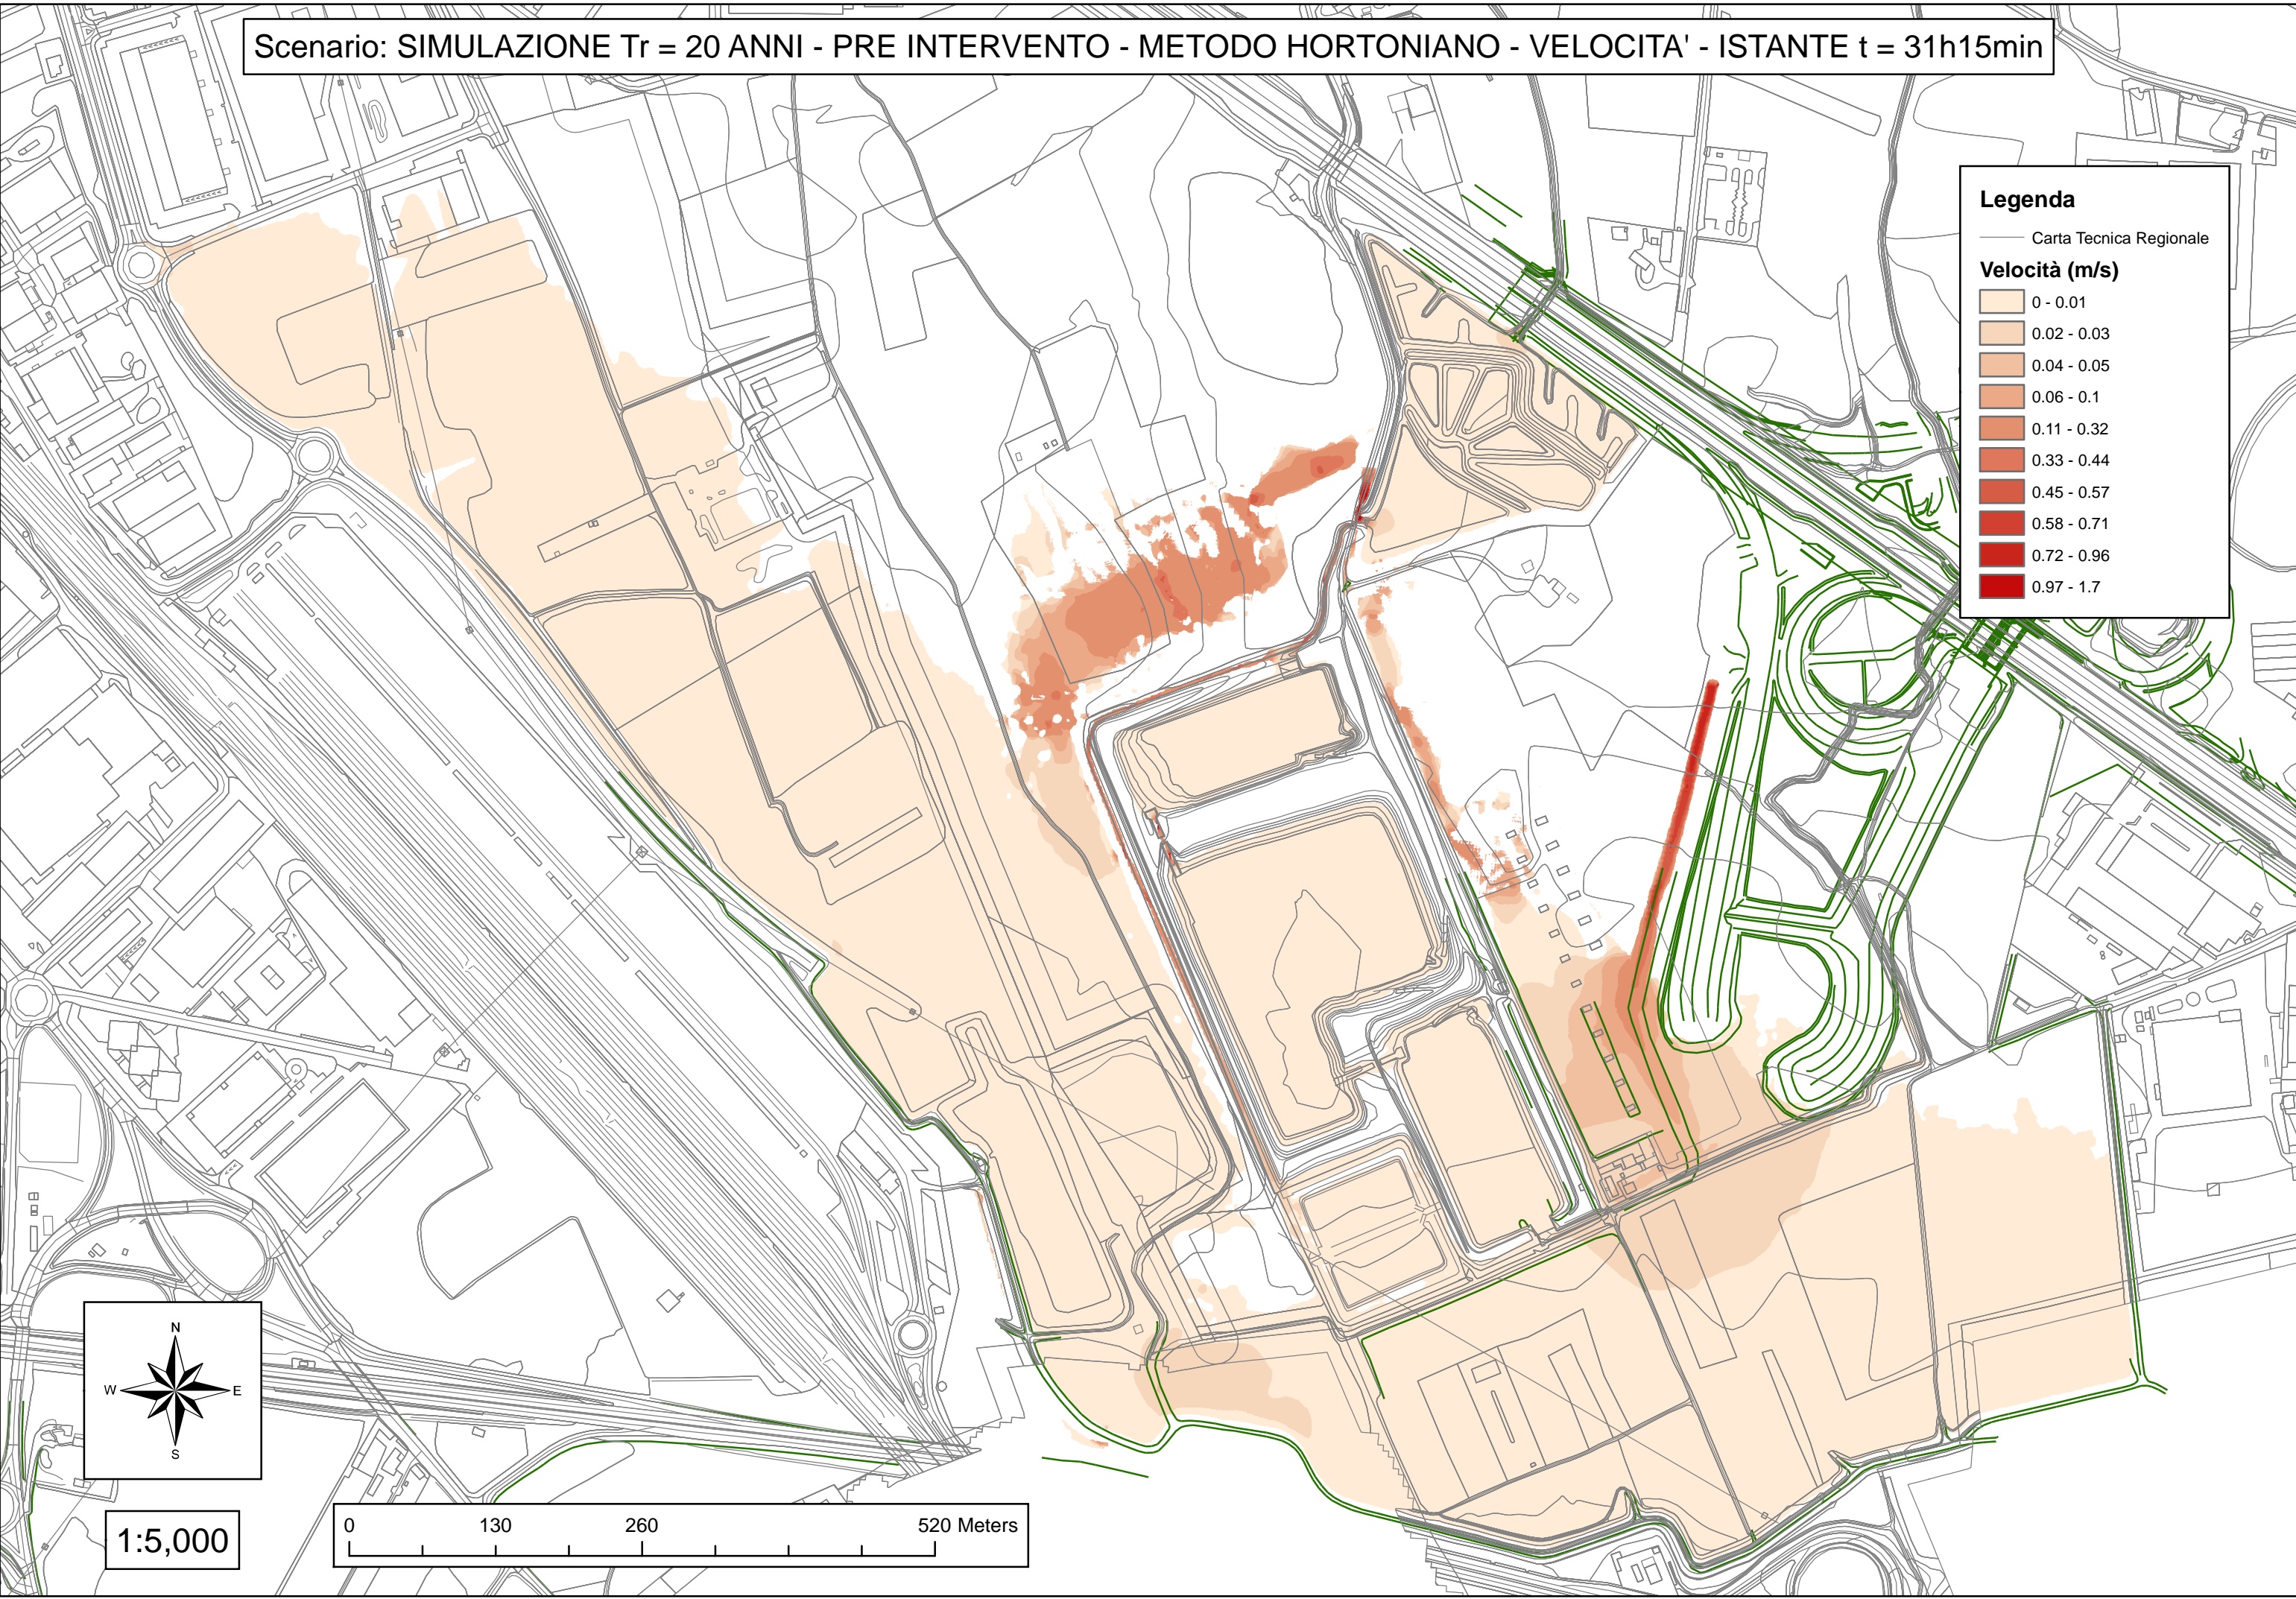 Scenario: SIMULAZIONE Tr = 20 ANNI - PRE INTERVENTO - METODO HORTONIANO - VELOCITA' - ISTANTE t = 31h15min
Legenda
Carta Tecnica Regionale
Velocità (m/s)
0 - 0.01
0.02 - 0.03
0.04 - 0.05
0.06 - 0.1
0.11 - 0.32
0.33 - 0.44
0.45 - 0.57
0.58 - 0.71
0.72 - 0.96
0.97 - 1.7
N
W E
S
1:5,000
0 130 260 520 Meters